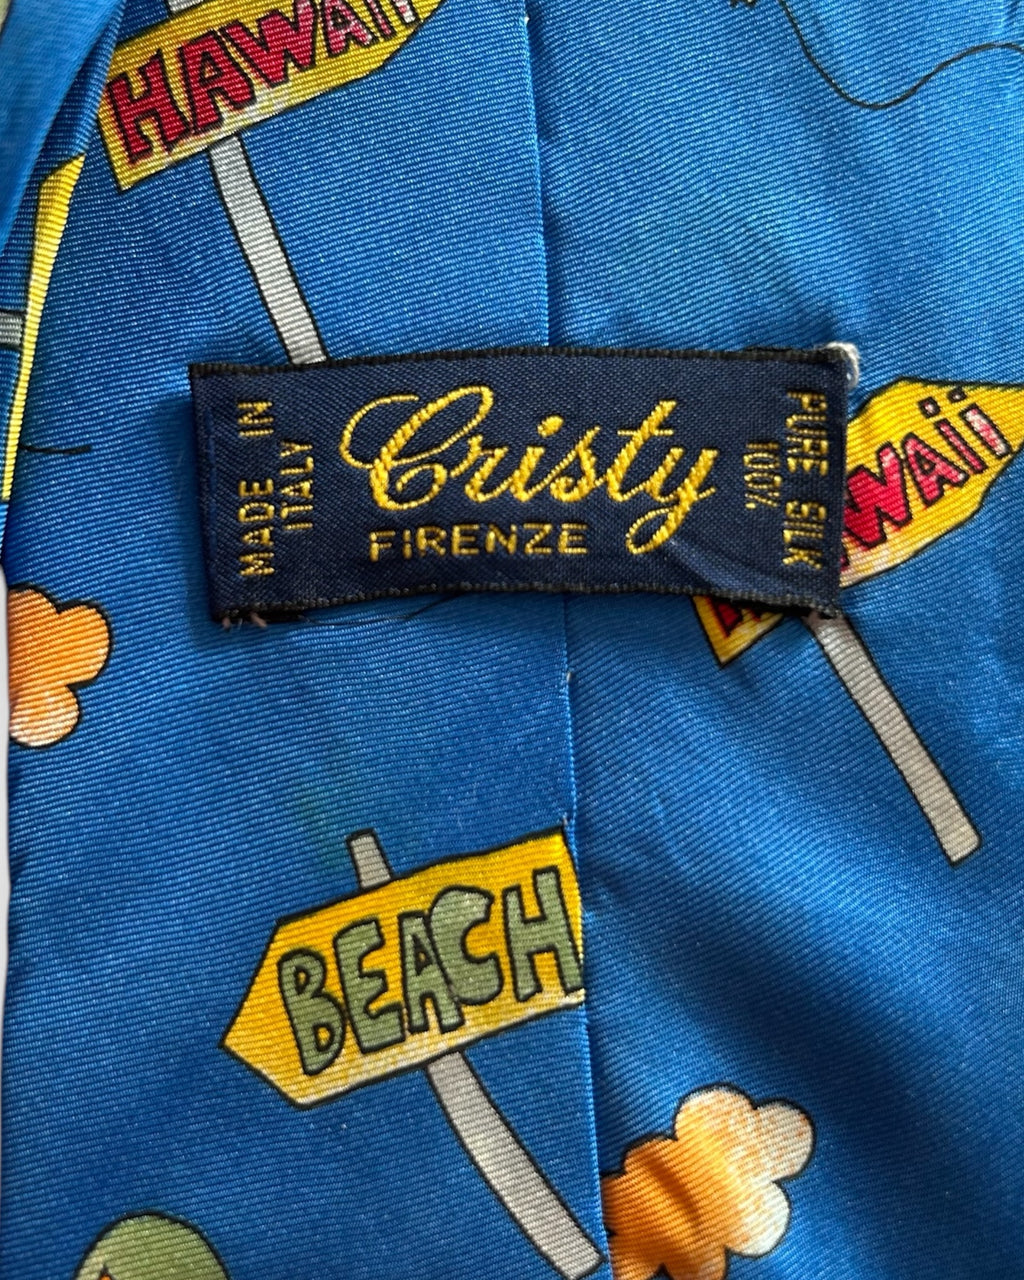 HAWAii
MADE IN
ITALY
Cristy
FIRENZE
100%
PURE SILK
HAWAii
BEACH